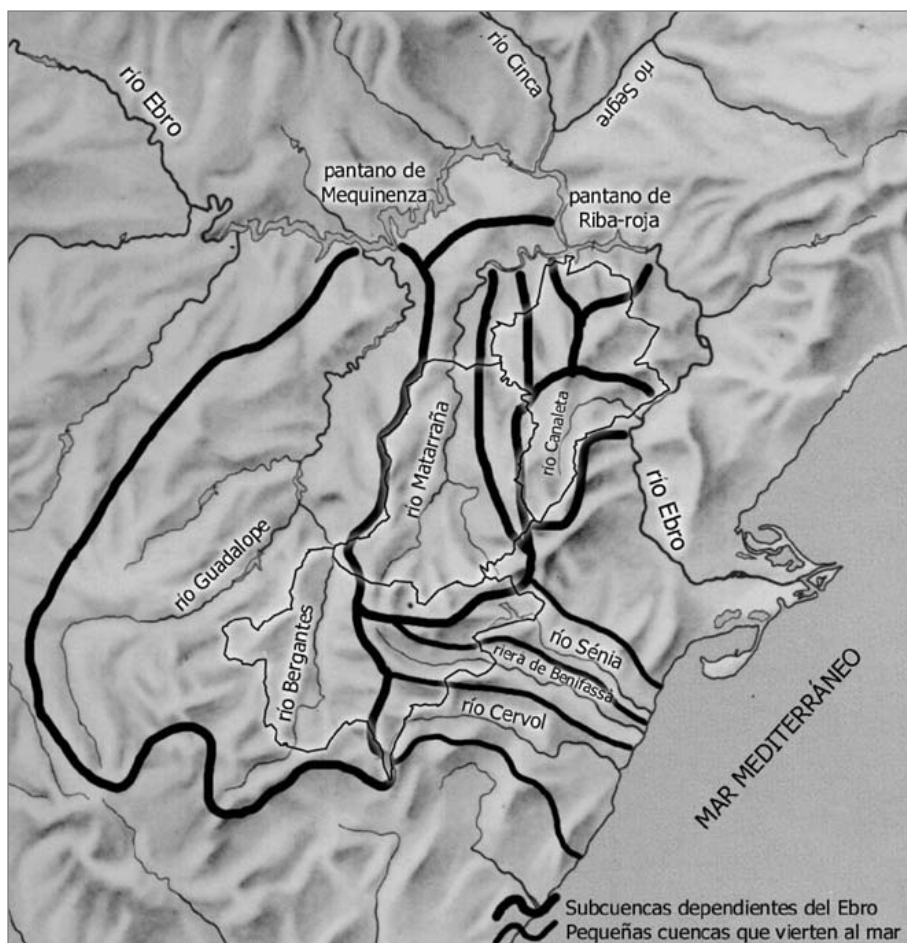 río Ebro
río Cinca
río Segre
pantano de
Mequinenza
pantano de
Riba-roja
río Matarraña
río Canaleta
río Ebro
río Guadalope
río Bergantes
río Sénia
riera de Benifassà
río Cervol
MAR MEDITERRÁNEO
Subcuencas dependientes del Ebro
Pequeñas cuencas que vierten al mar